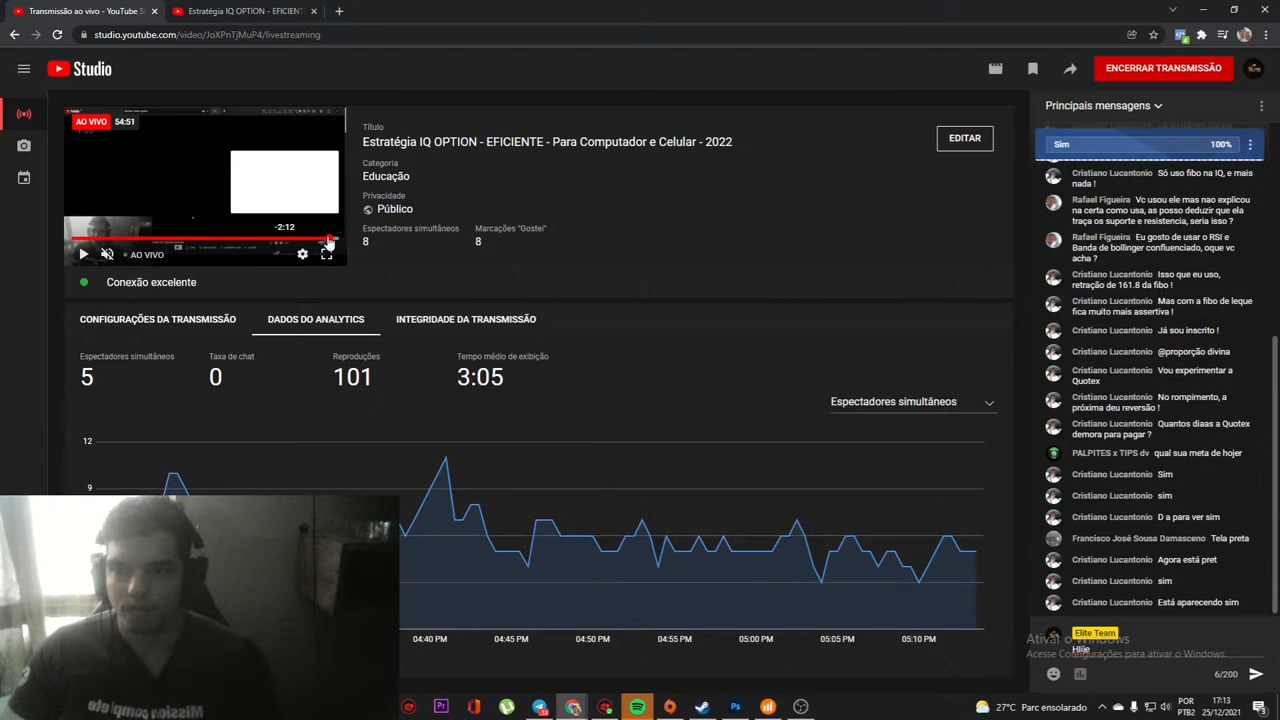 Transmissão ao vivo - YouTube S
Estratégia IQ OPTION - EFICIENT
studio.youtube.com/video/JoXPnTjMuP4/livestreaming
Studio
ENCERRAR TRANSMISSÃO
AO VIVO 54:51
-2:12
AO VIVO
Título
Estratégia IQ OPTION - EFICIENTE - Para Computador e Celular - 2022
EDITAR
Categoria
Educação
Privacidade
Público
Espectadores simultâneos
8
Marcações "Gostei"
8
Conexão excelente
CONFIGURAÇÕES DA TRANSMISSÃO
DADOS DO ANALYTICS
INTEGRIDADE DA TRANSMISSÃO
Espectadores simultâneos
5
Taxa de chat
0
Reproduções
101
Tempo médio de exibição
3:05
Espectadores simultâneos
12
9
04:40 PM
04:45 PM
04:50 PM
04:55 PM
05:00 PM
05:05 PM
05:10 PM
Principais mensagens
Sim 100%
Cristiano Lucantonio Só uso fibo na IQ, e mais
nada !
Rafael Figueira Vc usou ele mas nao explicou
na certa como usa, as posso deduzir que ela
traça os suporte e resistencia, seria isso ?
Rafael Figueira Eu gosto de usar o RSI e
Banda de bollinger confluenciado, oque vc
acha ?
Cristiano Lucantonio Isso que eu uso,
retração de 161.8 da fibo !
Cristiano Lucantonio Mas com a fibo de leque
fica muito mais assertiva !
Cristiano Lucantonio Já sou inscrito !
Cristiano Lucantonio @proporção divina
Cristiano Lucantonio Vou experimentar a
Quotex
Cristiano Lucantonio No rompimento, a
próxima deu reversão !
Cristiano Lucantonio Quantos diaas a Quotex
demora para pagar ?
PALPITES x TIPS dv qual sua meta de hojer
Cristiano Lucantonio Sim
Cristiano Lucantonio sim
Cristiano Lucantonio D a para ver sim
Francisco José Sousa Damasceno Tela preta
Cristiano Lucantonio Agora está pret
Cristiano Lucantonio sim
Cristiano Lucantonio Está aparecendo sim
Elite Team
6/200
Ativar o Windows
Acesse Configurações para ativar o Windows.
Mission complete
27°C Parc ensolarado
POR
PTB2
17:13
25/12/2021